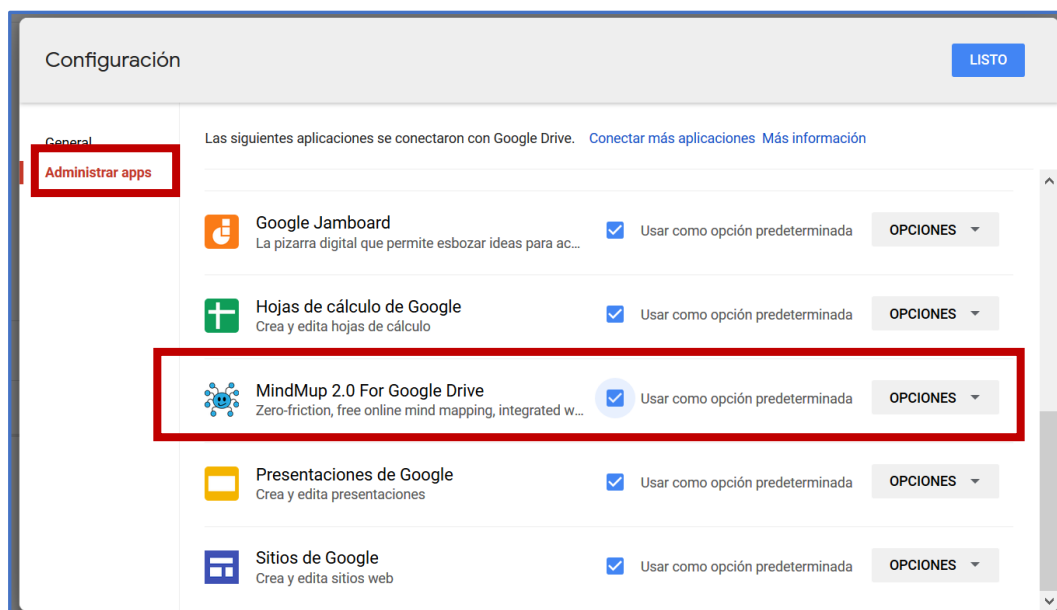 Configuración
LISTO
General
Administrar apps
Las siguientes aplicaciones se conectaron con Google Drive. Conectar más aplicaciones Más información
Google Jamboard
La pizarra digital que permite esbozar ideas para ac...
Usar como opción predeterminada
OPCIONES
Hojas de cálculo de Google
Crea y edita hojas de cálculo
Usar como opción predeterminada
OPCIONES
MindMup 2.0 For Google Drive
Zero-friction, free online mind mapping, integrated w...
Usar como opción predeterminada
OPCIONES
Presentaciones de Google
Crea y edita presentaciones
Usar como opción predeterminada
OPCIONES
Sitios de Google
Crea y edita sitios web
Usar como opción predeterminada
OPCIONES